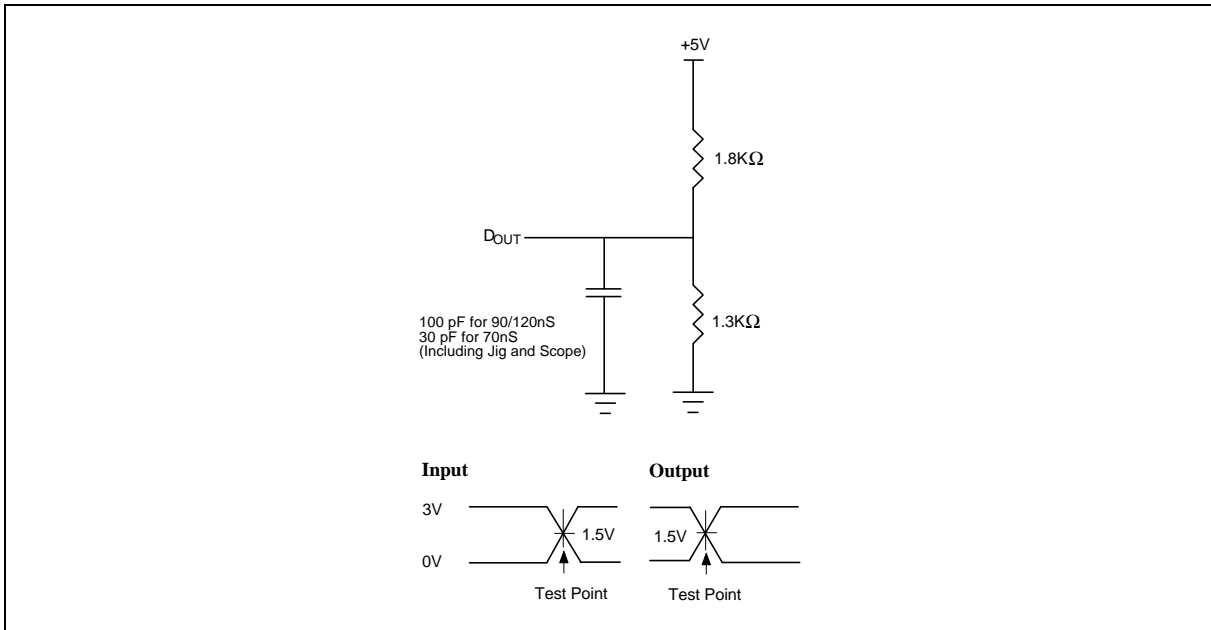 +5V
1.8KΩ
DOUT
1.3KΩ
100 pF for 90/120nS
30 pF for 70nS
(Including Jig and Scope)
Input
Output
3V
1.5V
1.5V
0V
Test Point
Test Point